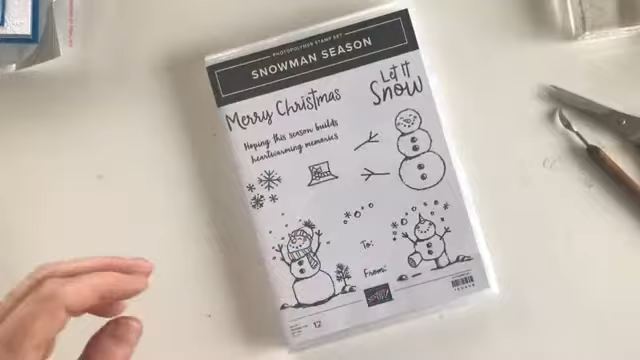 PHOTOPOLYMER STAMP SET
SNOWMAN SEASON
LET IT
SNOW
Merry Christmas
Hoping this season builds
heartwarming memories
To:
From:
12